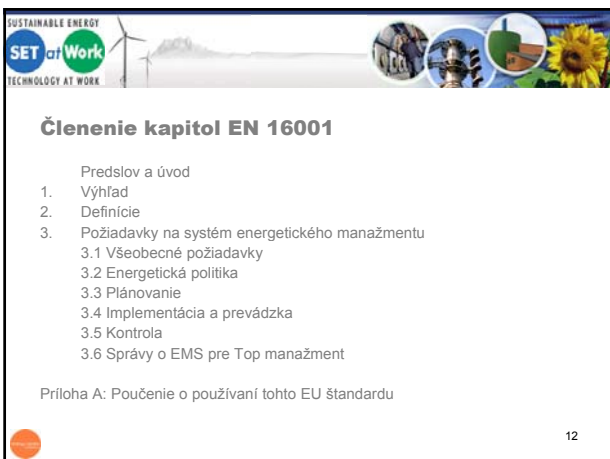 SUSTAINABLE ENERGY
SET at Work
TECHNOLOGY AT WORK
Členenie kapitol EN 16001
Predslov a úvod
1. Výhľad
2. Definície
3. Požiadavky na systém energetického manažmentu
3.1 Všeobecné požiadavky
3.2 Energetická politika
3.3 Plánovanie
3.4 Implementácia a prevádzka
3.5 Kontrola
3.6 Správy o EMS pre Top manažment
Príloha A: Poučenie o používaní tohto EU štandardu
12